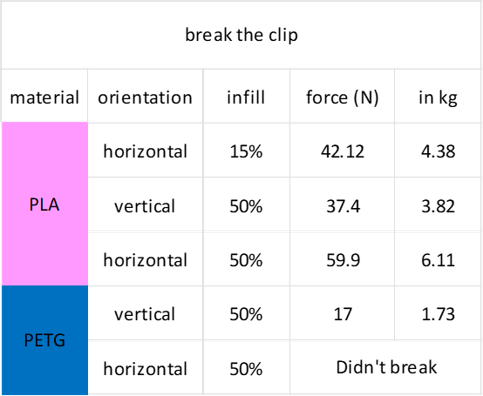 break the clip
material orientation infill force (N) in kg
PLA horizontal 15% 42.12 4.38
vertical 50% 37.4 3.82
horizontal 50% 59.9 6.11
PETG vertical 50% 17 1.73
horizontal 50% Didn't break